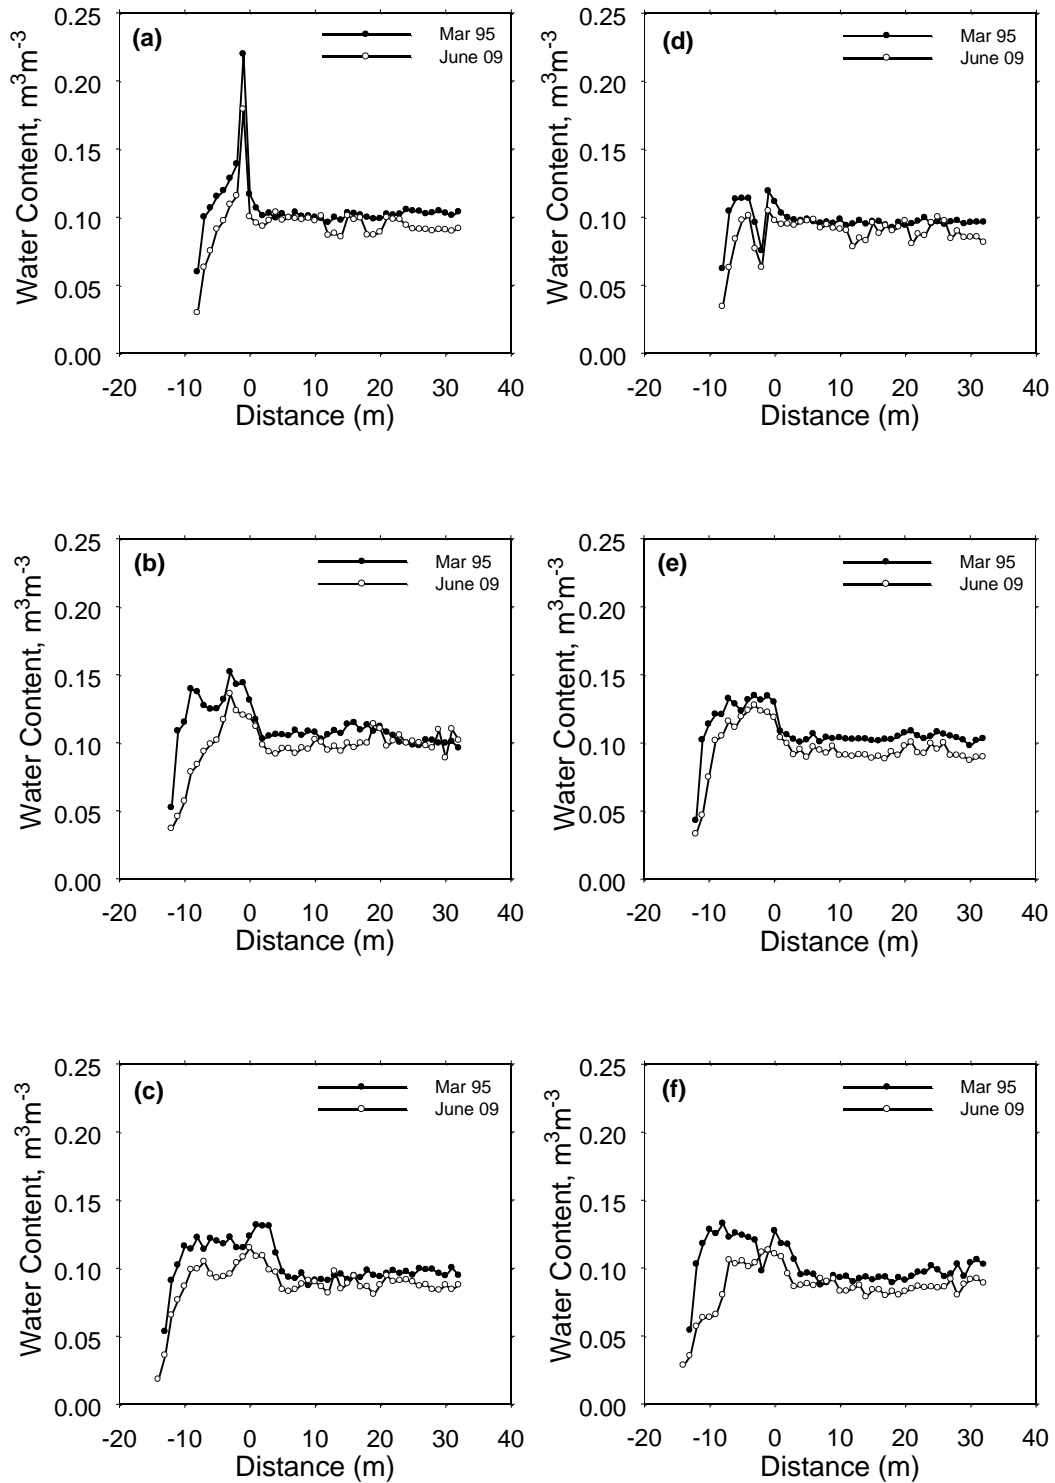 (a)
Mar 95
June 09
Water Content, m³m⁻³
0.25
0.20
0.15
0.10
0.05
0.00
-20 -10 0 10 20 30 40
Distance (m)
(d)
Mar 95
June 09
Water Content, m³m⁻³
0.25
0.20
0.15
0.10
0.05
0.00
-20 -10 0 10 20 30 40
Distance (m)
(b)
Mar 95
June 09
Water Content, m³m⁻³
0.25
0.20
0.15
0.10
0.05
0.00
-20 -10 0 10 20 30 40
Distance (m)
(e)
Mar 95
June 09
Water Content, m³m⁻³
0.25
0.20
0.15
0.10
0.05
0.00
-20 -10 0 10 20 30 40
Distance (m)
(c)
Mar 95
June 09
Water Content, m³m⁻³
0.25
0.20
0.15
0.10
0.05
0.00
-20 -10 0 10 20 30 40
Distance (m)
(f)
Mar 95
June 09
Water Content, m³m⁻³
0.25
0.20
0.15
0.10
0.05
0.00
-20 -10 0 10 20 30 40
Distance (m)